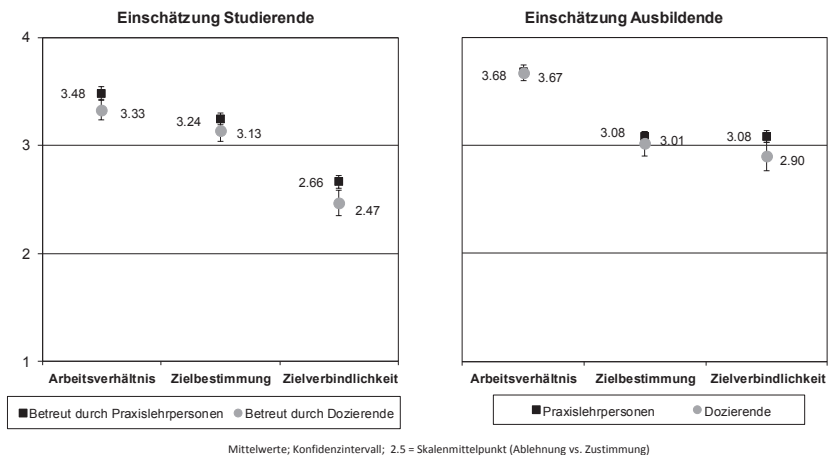 Einschätzung Studierende
4
3
2
1
3.48
3.33
3.24
3.13
2.66
2.47
Arbeitsverhältnis Zielbestimmung Zielverbindlichkeit
Betreut durch Praxislehrpersonen Betreut durch Dozierende
Einschätzung Ausbildende
3.68 3.67
3.08
3.01
3.08
2.90
Arbeitsverhältnis Zielbestimmung Zielverbindlichkeit
Praxislehrpersonen Dozierende
Mittelwerte; Konfidenzintervall; 2.5 = Skalenmittelpunkt (Ablehnung vs. Zustimmung)